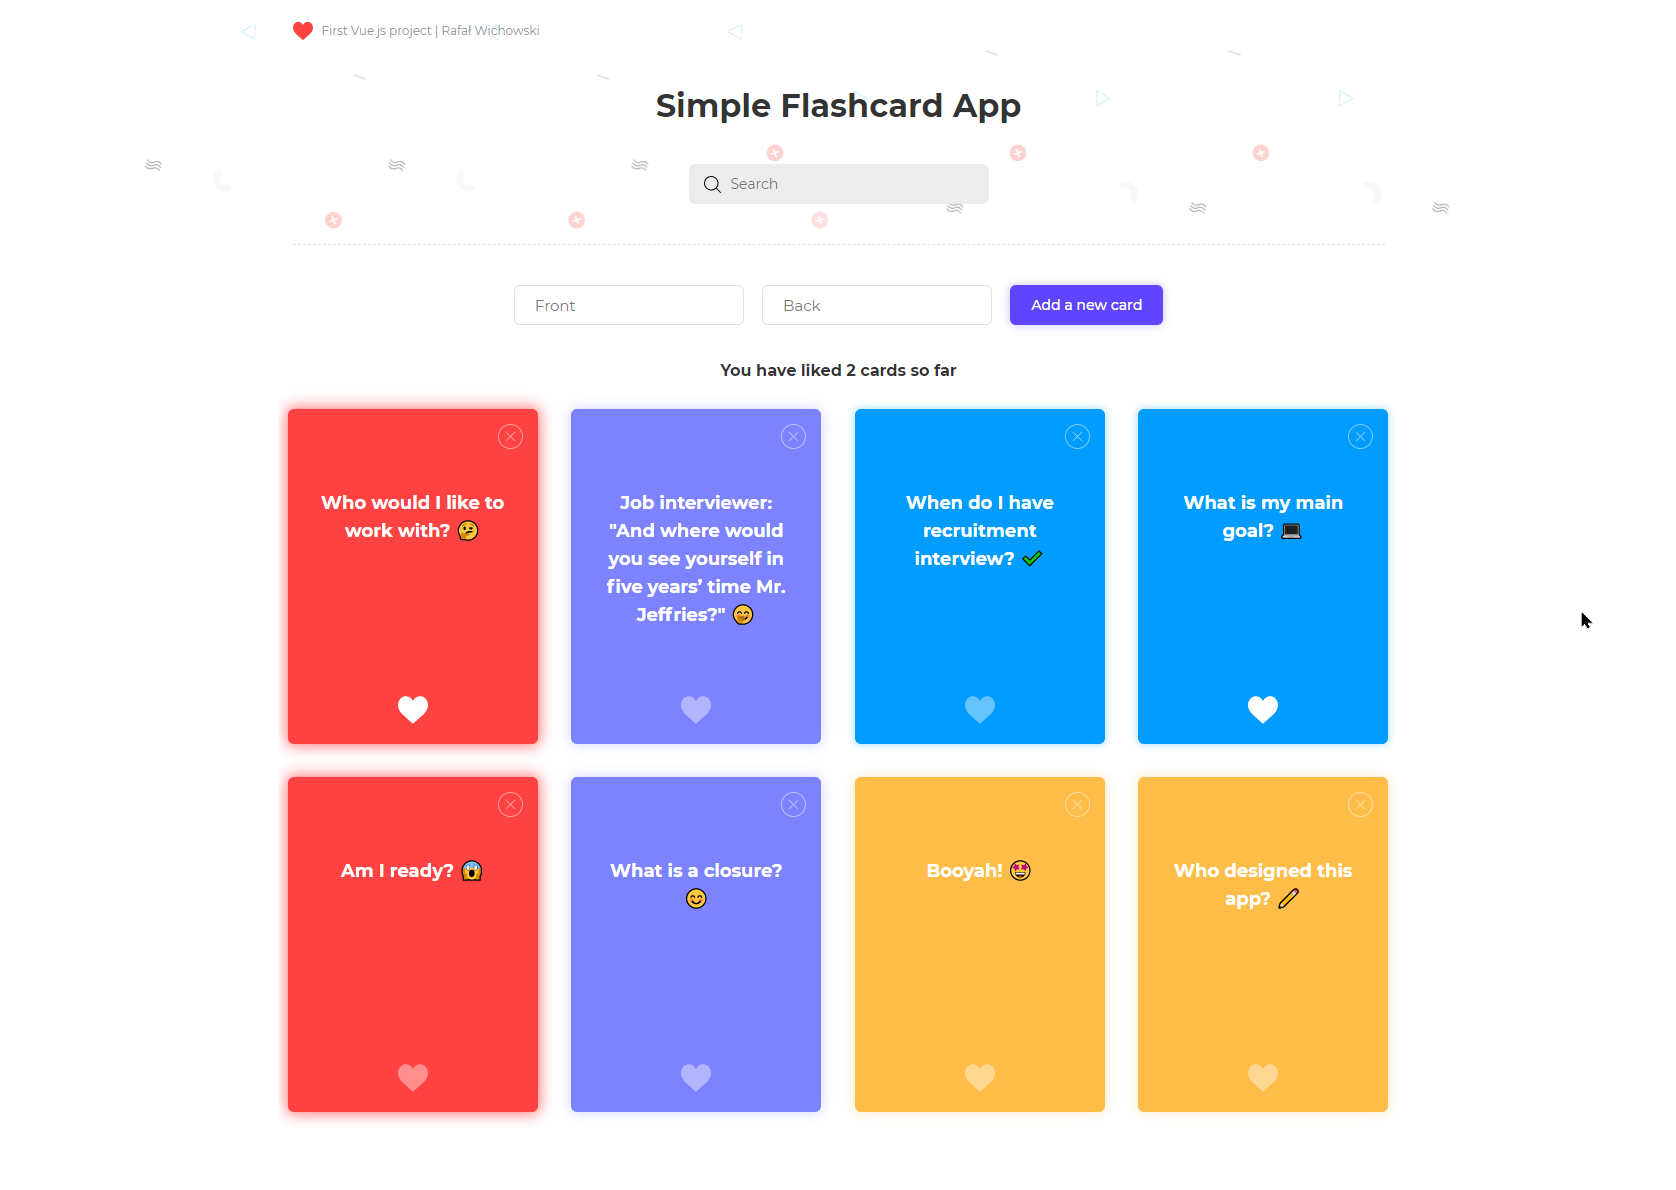 First Vue.js project | Rafał Wichowski
Simple Flashcard App
Search
Front
Back
Add a new card
You have liked 2 cards so far
Who would I like to
work with? 🤔
Job interviewer:
"And where would
you see yourself in
five years’ time Mr.
Jeffries?" 🤭
When do I have
recruitment
interview? ✔
What is my main
goal? 💻
Am I ready? 😱
What is a closure?
😊
Booyah! 🤩
Who designed this
app? ✏